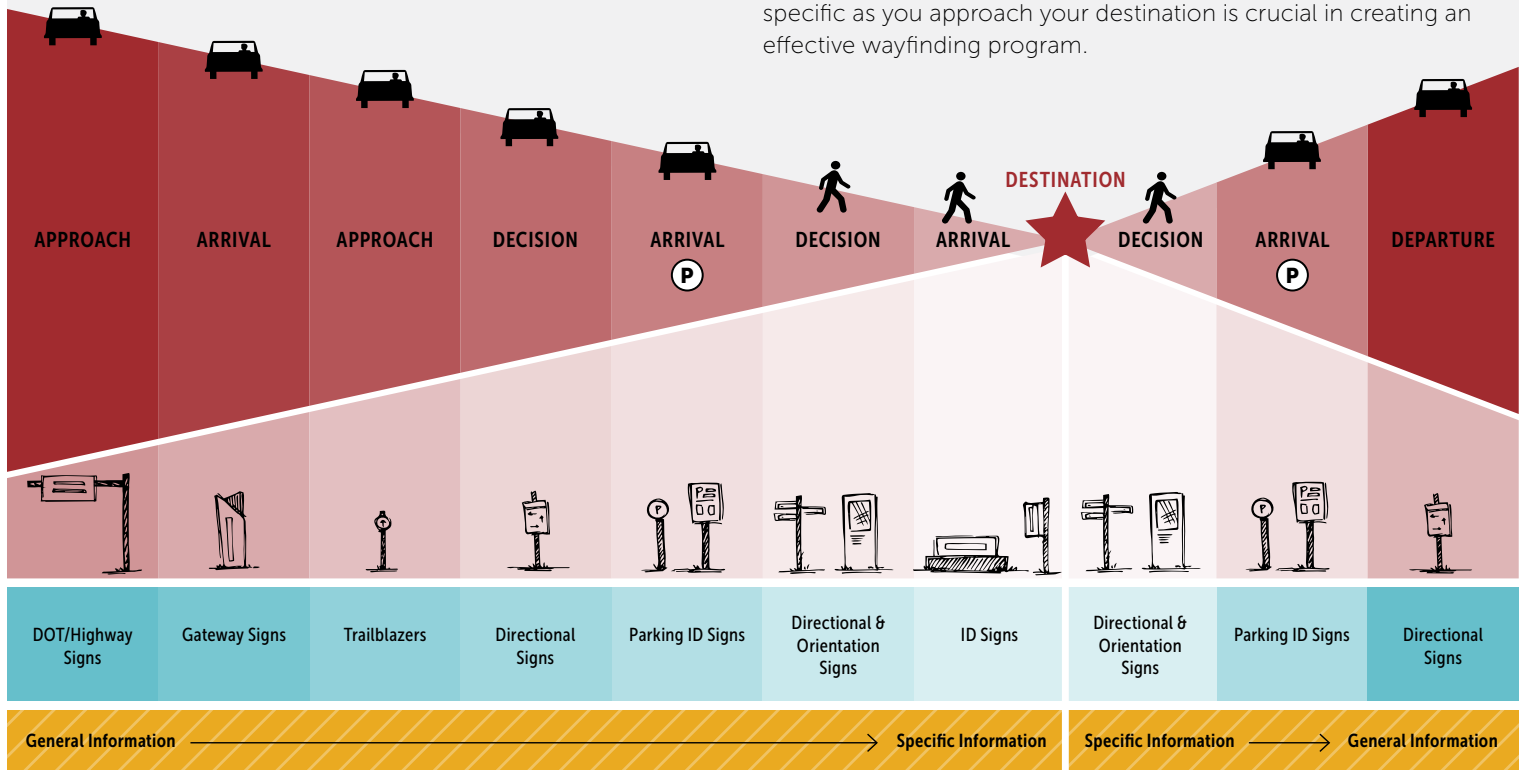 specific as you approach your destination is crucial in creating an
effective wayfinding program.
DESTINATION
APPROACH
ARRIVAL
APPROACH
DECISION
ARRIVAL
DECISION
ARRIVAL
DECISION
ARRIVAL
DEPARTURE
P
P
P
P
P
P
DOT/Highway
Signs
Gateway Signs
Trailblazers
Directional
Signs
Parking ID Signs
Directional &
Orientation
Signs
ID Signs
Directional &
Orientation
Signs
Parking ID Signs
Directional
Signs
General Information
Specific Information
Specific Information
General Information